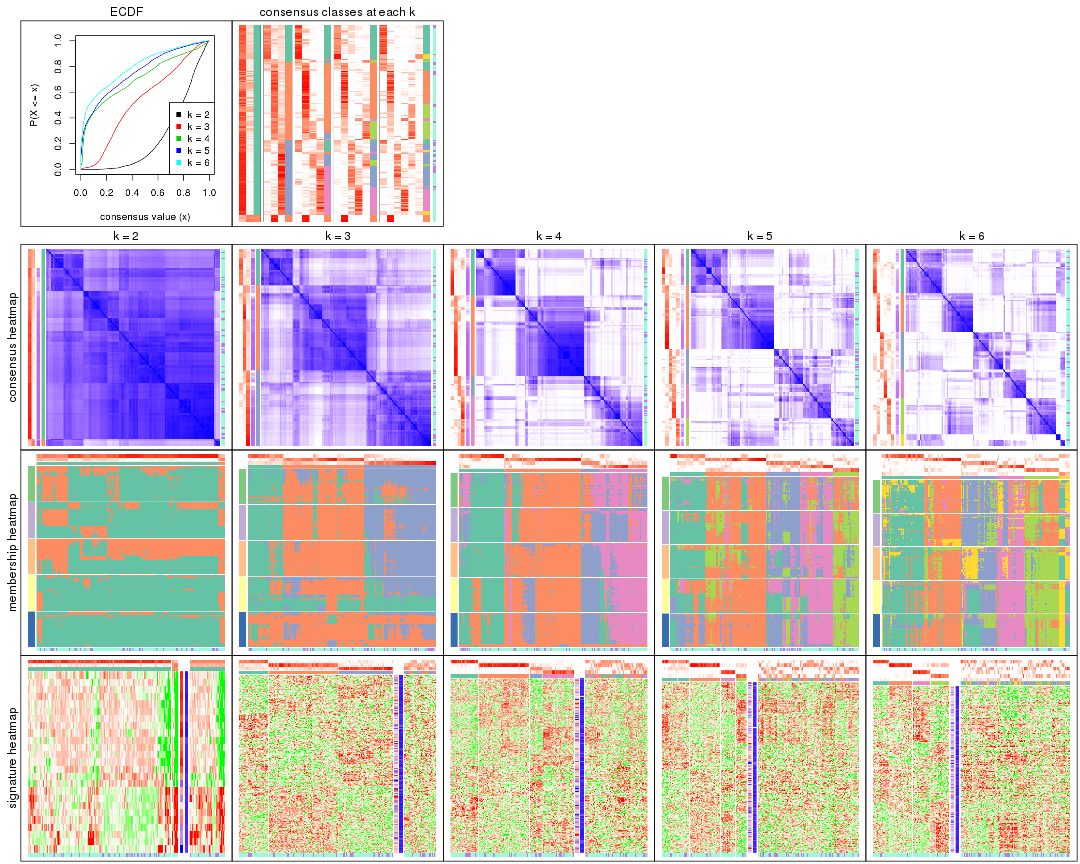 ECDF
consensus classes at each k
P(X <= x)
0.0
0.2
0.4
0.6
0.8
1.0
k = 2
k = 3
k = 4
k = 5
k = 6
0.0 0.2 0.4 0.6 0.8 1.0
consensus value (x)
k = 2
k = 3
k = 4
k = 5
k = 6
consensus heatmap
membership heatmap
signature heatmap